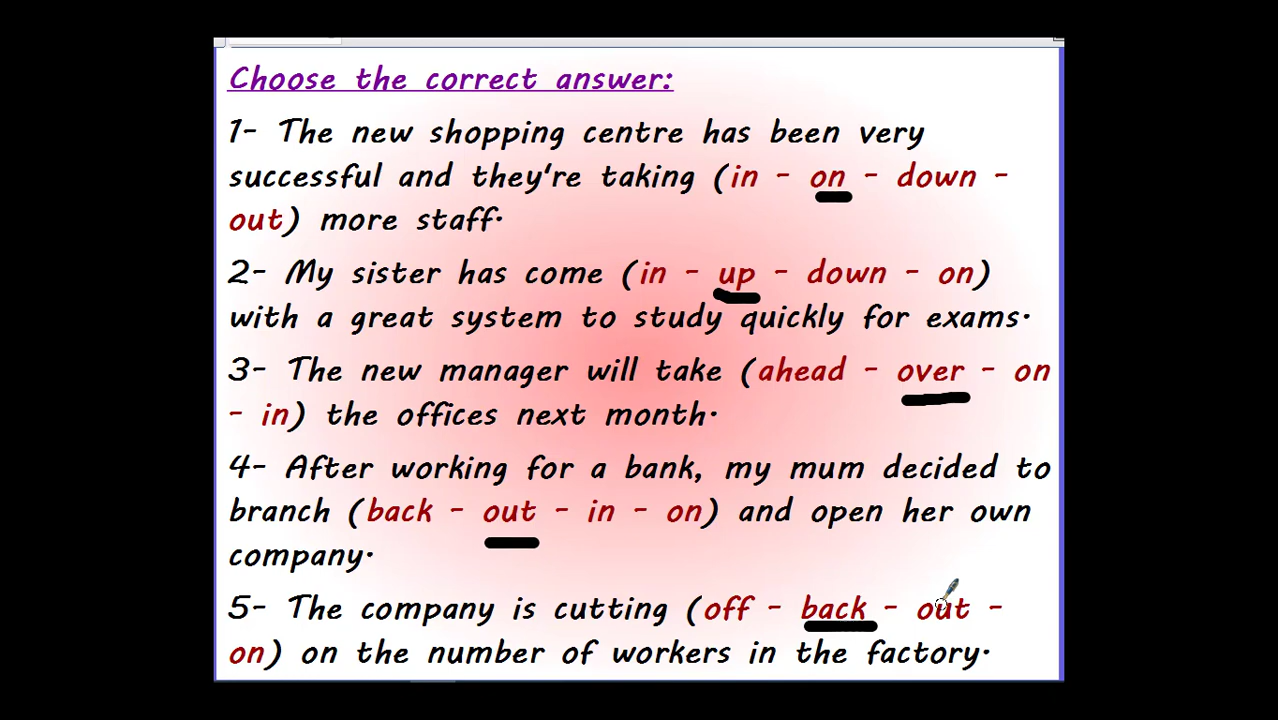 Choose the correct answer:
1- The new shopping centre has been very
successful and they're taking (in - on - down -
out) more staff.
2- My sister has come (in - up - down - on)
with a great system to study quickly for exams.
3- The new manager will take (ahead - over - on
- in) the offices next month.
4- After working for a bank, my mum decided to
branch (back - out - in - on) and open her own
company.
5- The company is cutting (off - back - out -
on) on the number of workers in the factory.